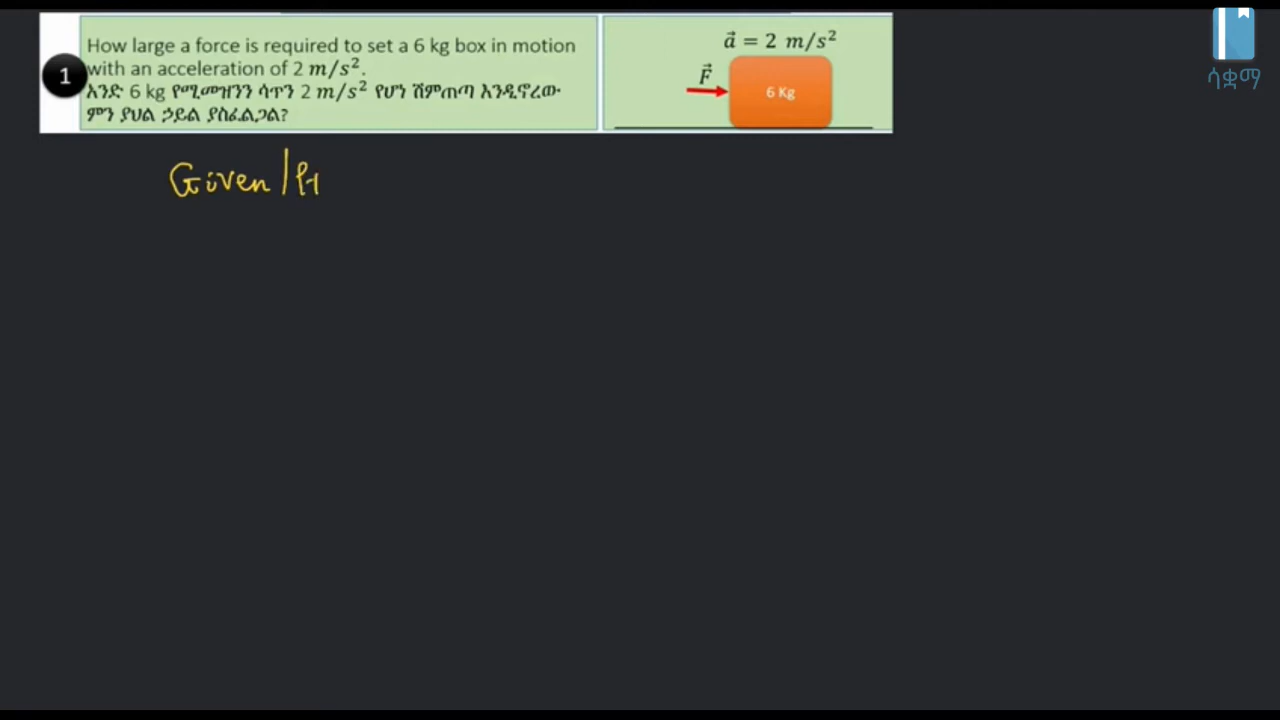 How large a force is required to set a 6 kg box in motion
1 with an acceleration of 2 m/s².
አንድ 6 kg የሚመዝንን ሳጥን 2 m/s² የሆነ ሽምጠጣ እንዲኖረው
ምን ያህል ኃይል ያስፈልጋል?
a⃗ = 2 m/s²
F⃗
6 Kg
ሳቋማ
Given /